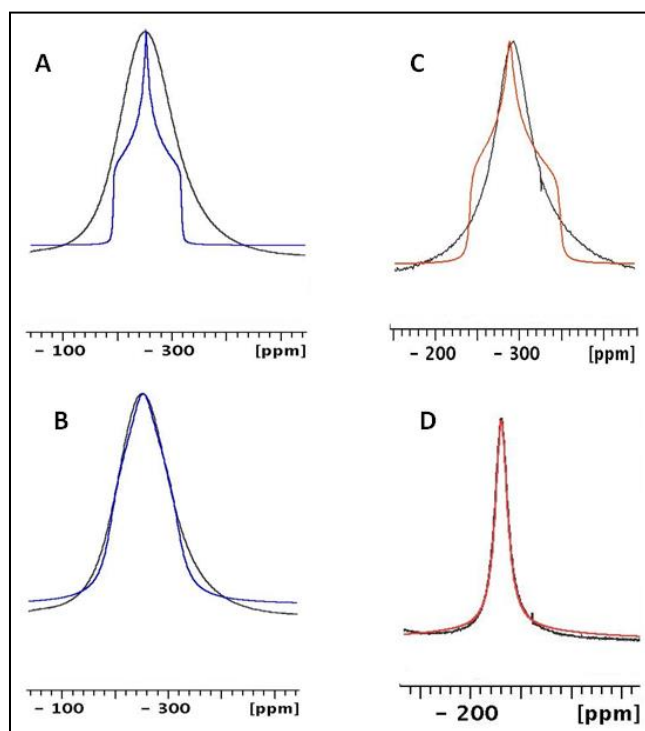 A
– 100 – 300 [ppm]
C
– 200 – 300 [ppm]
B
– 100 – 300 [ppm]
D
– 200 [ppm]